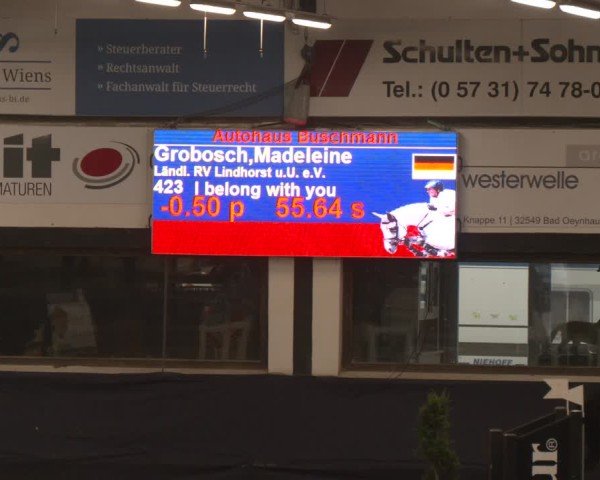 Wiens
» Steuerberater
» Rechtsanwalt
» Fachanwalt für Steuerrecht
Schulten+Sohn
Tel.: (0 57 31) 74 78-0
Autohaus Buschmann
Grobosch,Madeleine
Ländl. RV Lindhorst u.U. e.V.
423 I belong with you
-0.50 p 55.64 s
it
westerwelle
Knappe 11 | 32549 Bad Oeynhau
NIEHOFF